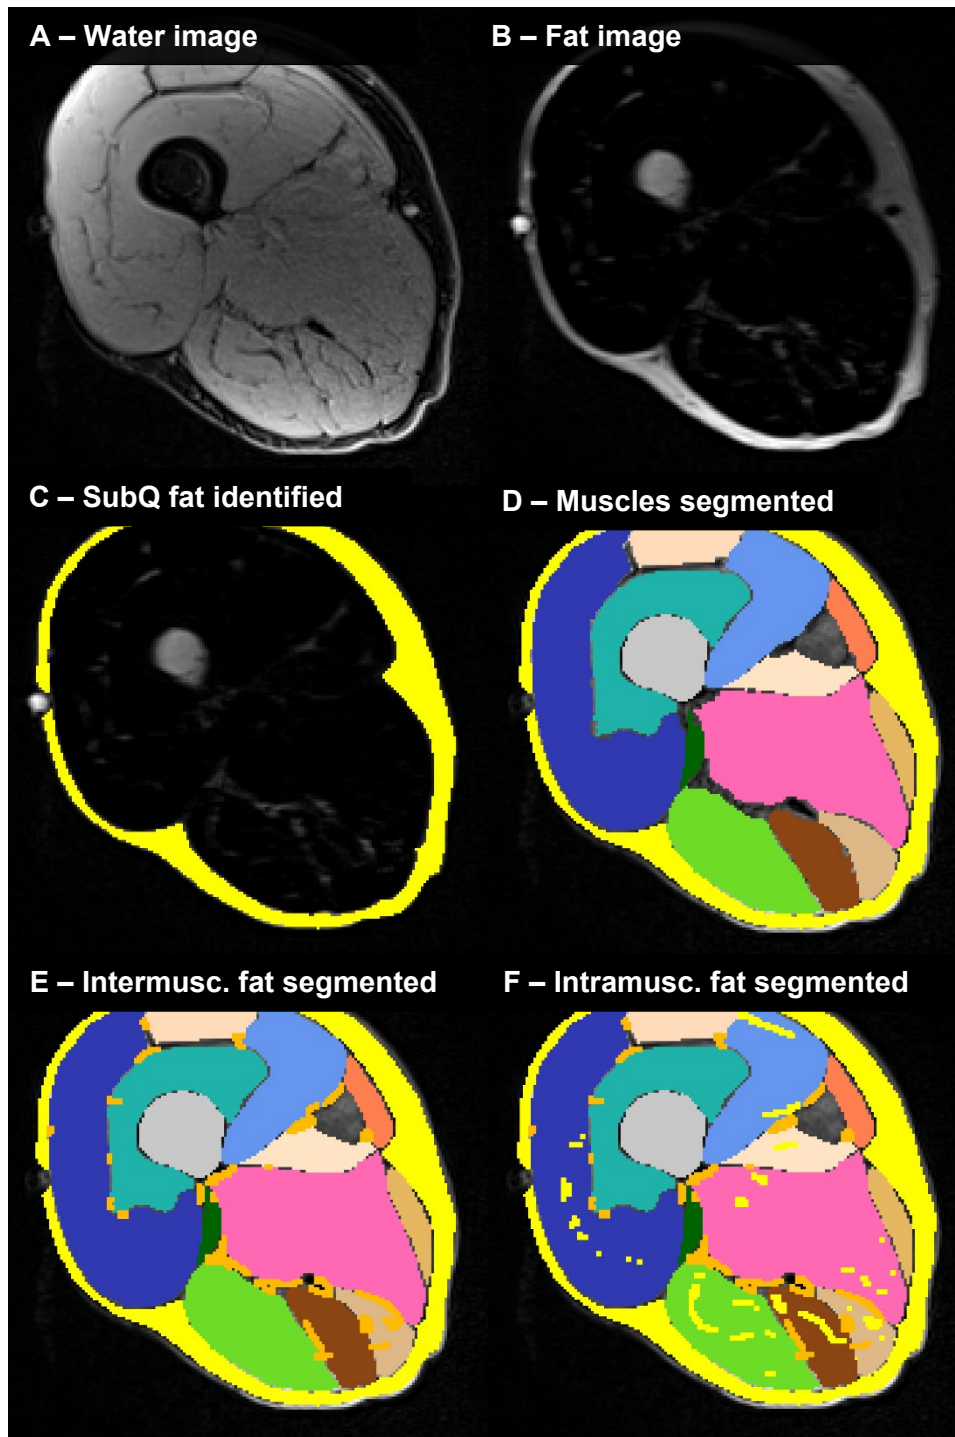 A – Water image
B – Fat image
C – SubQ fat identified
D – Muscles segmented
E – Intermusc. fat segmented
F – Intramusc. fat segmented